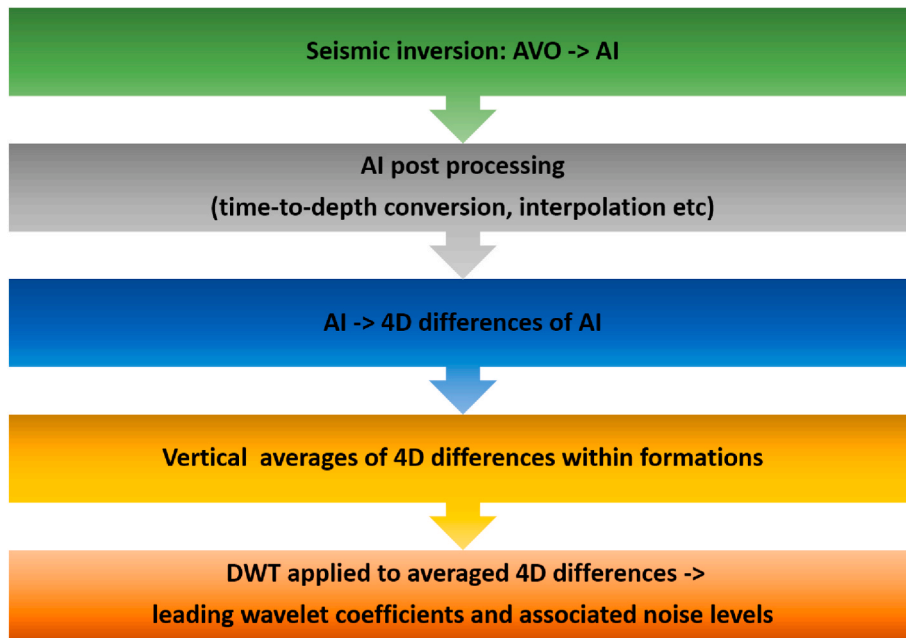 Seismic inversion: AVO -> AI
AI post processing
(time-to-depth conversion, interpolation etc)
AI -> 4D differences of AI
Vertical averages of 4D differences within formations
DWT applied to averaged 4D differences ->
leading wavelet coefficients and associated noise levels